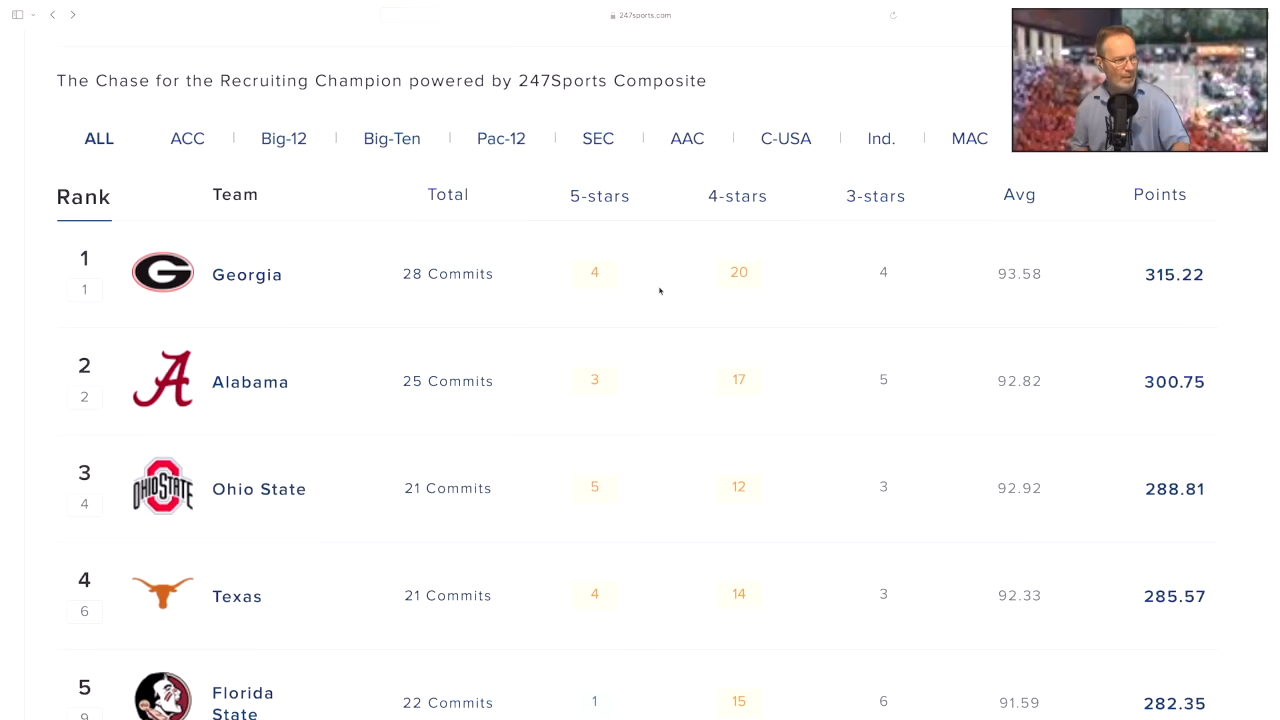 247sports.com
The Chase for the Recruiting Champion powered by 247Sports Composite
ALL ACC Big-12 Big-Ten Pac-12 SEC AAC C-USA Ind. MAC
Rank Team Total 5-stars 4-stars 3-stars Avg Points
1 Georgia 28 Commits 4 20 4 93.58 315.22
1
2 Alabama 25 Commits 3 17 5 92.82 300.75
2
3 OHIO STATE Ohio State 21 Commits 5 12 3 92.92 288.81
4
4 Texas 21 Commits 4 14 3 92.33 285.57
6
5 Florida State 22 Commits 1 15 6 91.59 282.35
9